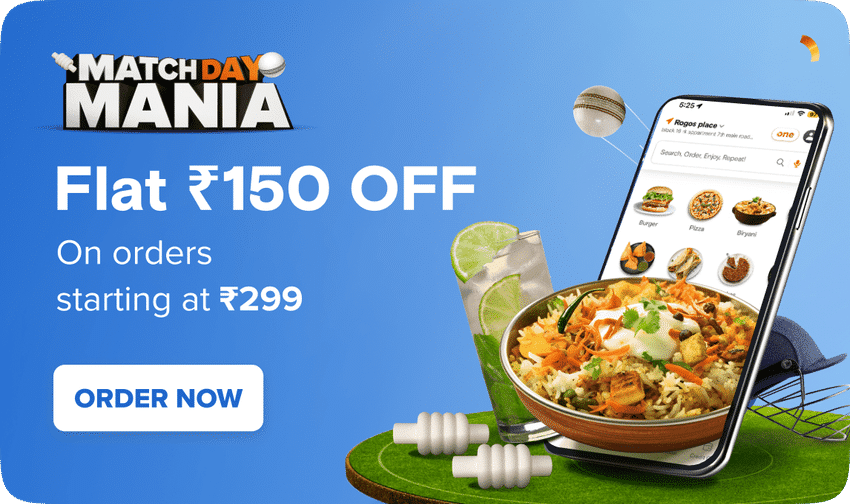 MATCH DAY
MANIA
Flat ₹150 OFF
On orders
starting at ₹299
ORDER NOW
5:25
Rogos place
one
Search, Order, Enjoy, Repeat!
Burger
Pizza
Biryani